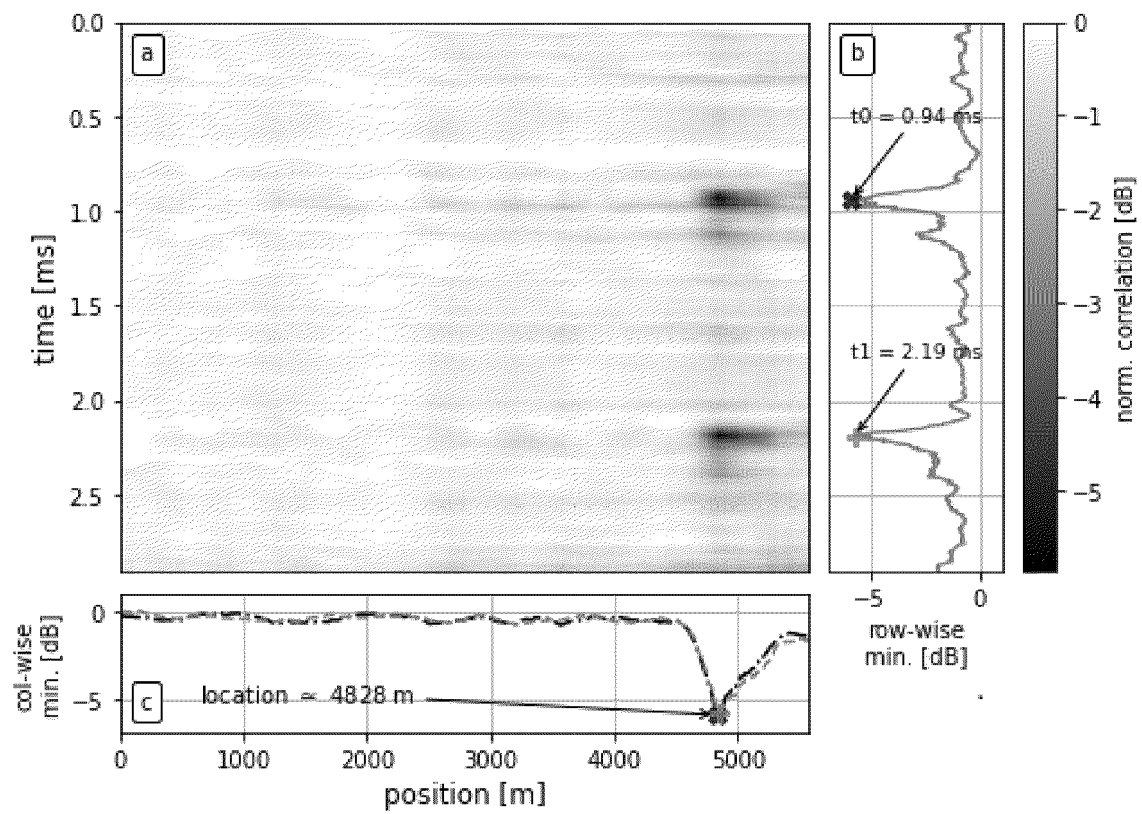 a
0.0
0.5
1.0
1.5
2.0
2.5
time [ms]
b
t0 = 0.94 ms
t1 = 2.19 ms
−5
0
row-wise
min. [dB]
0
−1
−2
−3
−4
−5
norm. correlation [dB]
0
−5
col-wise
min. [dB]
c
location ≃ 4828 m
0
1000
2000
3000
4000
5000
position [m]